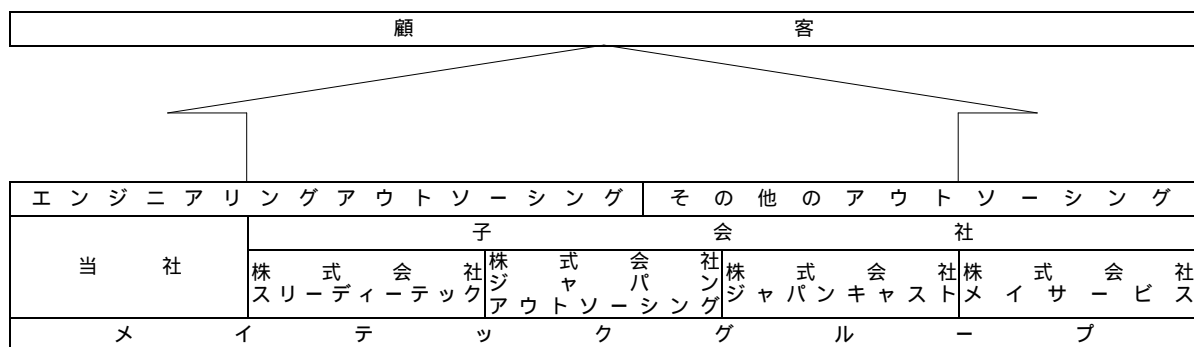 顧客
エンジニアリングアウトソーシング
その他のアウトソーシング
当社
子会社
株式会社
スリーディーテック
株式会社
ジャパン
アウトソーシング
株式会社
ジャパンキャスト
株式会社
メイサービス
メイテックグループ